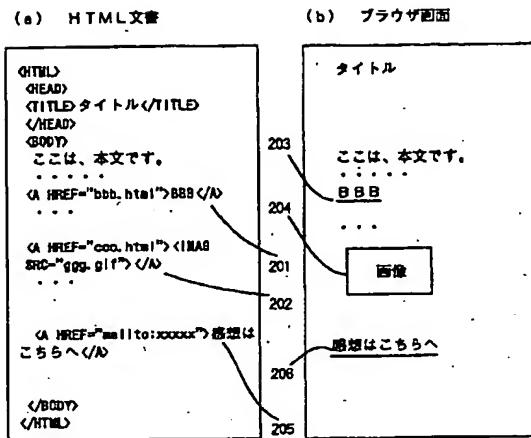 (a) HTML文書
(b) ブラウザ画面
<HTML>
<HEAD>
<TITLE>タイトル</TITLE>
</HEAD>
<BODY>
ここは、本文です。
・・・・・
<A HREF="bbb.html">BBB</A>
・・・
<A HREF="ccc.html"><IMAG
SRC="ggg.gif"></A>
・・・
<A HREF="mailto:xxxxx">感想は
こちらへ</A>
</BODY>
</HTML>
203
204
201
202
206
205
タイトル
ここは、本文です。
・・・・・
BBB
・・・
画像
感想はこちらへ